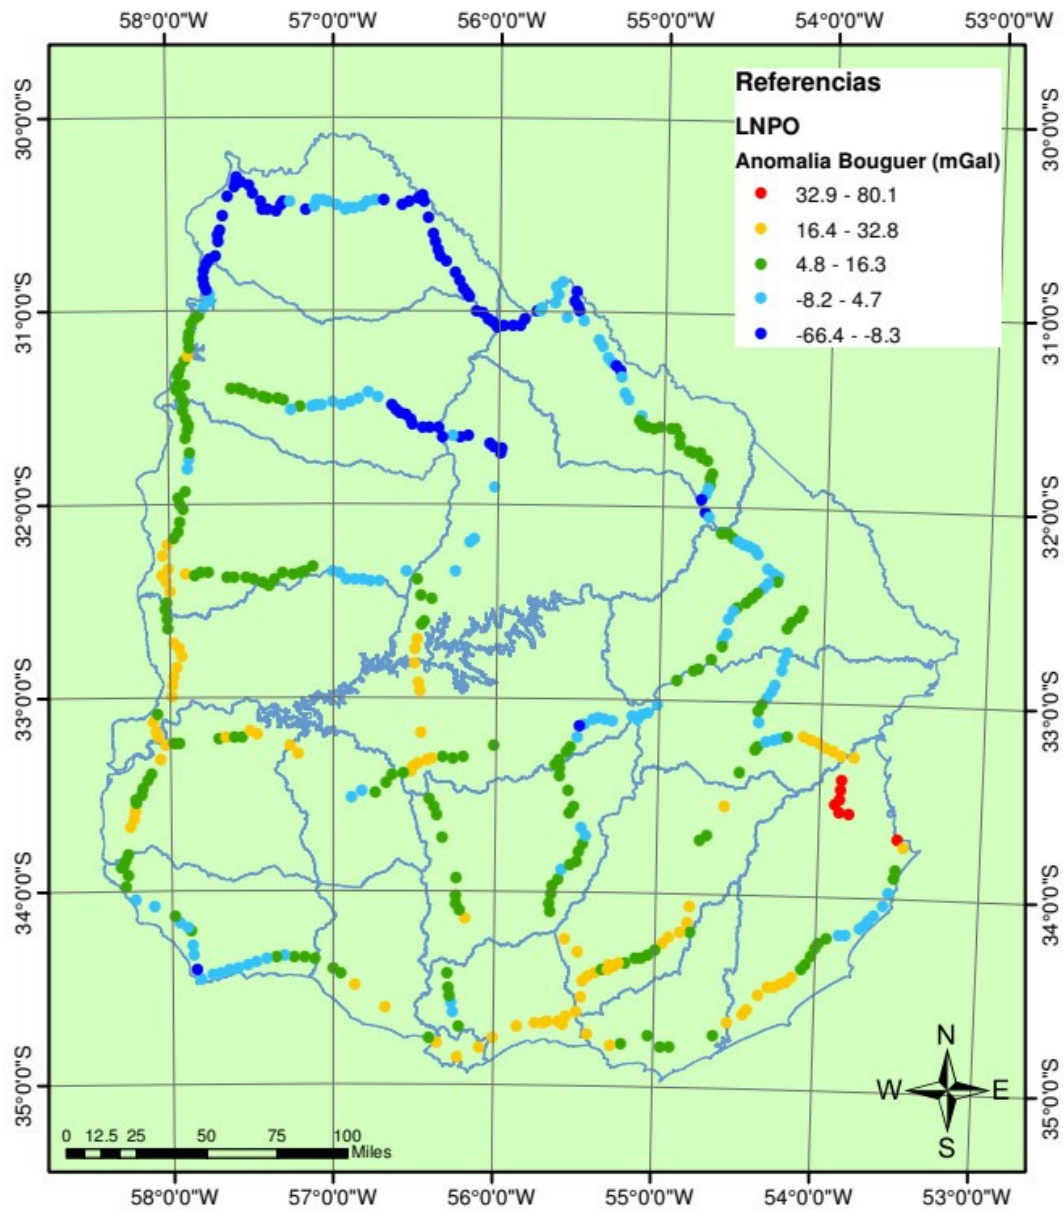 58°0'0"W 57°0'0"W 56°0'0"W 55°0'0"W 54°0'0"W 53°0'0"W
30°0'0"S
31°0'0"S
32°0'0"S
33°0'0"S
34°0'0"S
35°0'0"S
Referencias
LNPO
Anomalia Bouguer (mGal)
32.9 - 80.1
16.4 - 32.8
4.8 - 16.3
-8.2 - 4.7
-66.4 - -8.3
30°0'0"S
31°0'0"S
32°0'0"S
33°0'0"S
34°0'0"S
35°0'0"S
N
W E
S
0 12.5 25 50 75 100
Miles
58°0'0"W 57°0'0"W 56°0'0"W 55°0'0"W 54°0'0"W 53°0'0"W